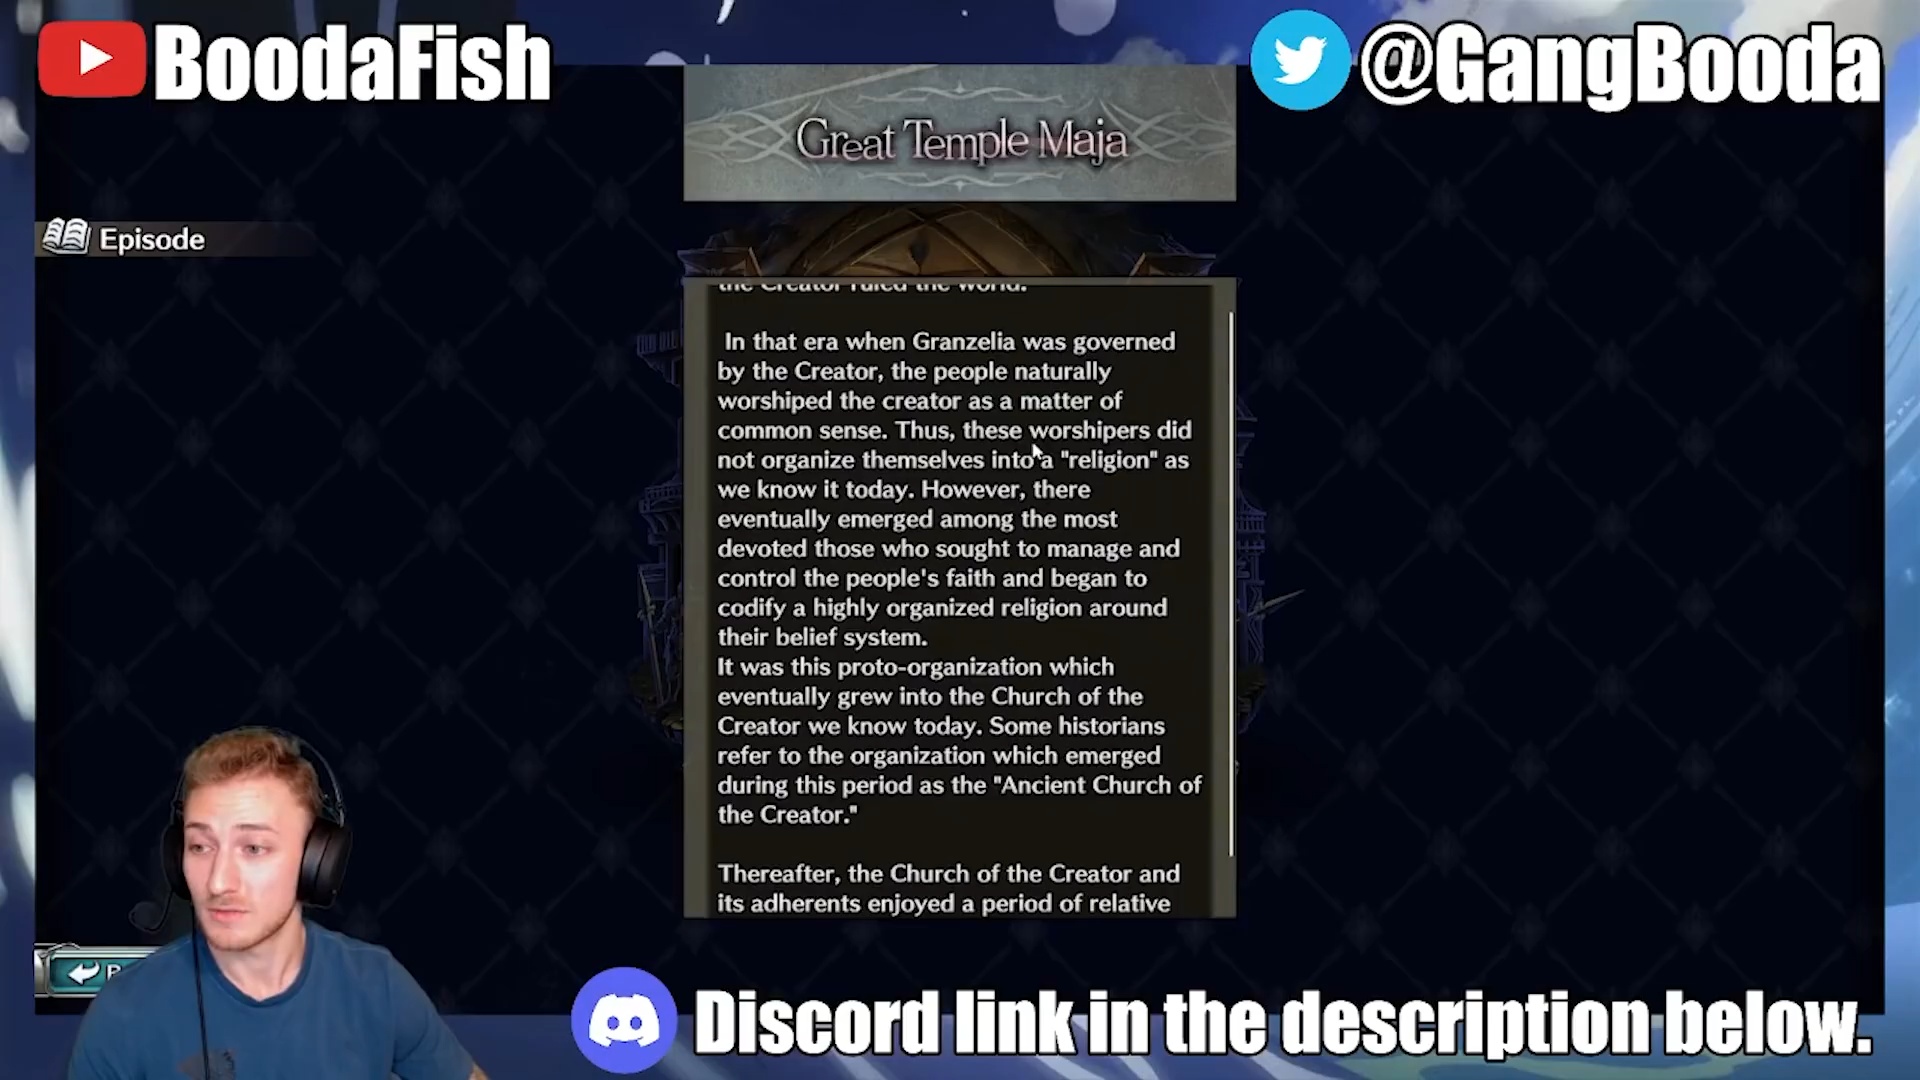 BoodaFish
@GangBooda
Great Temple Maja
Episode
the Creator ruled the world.
In that era when Granzelia was governed
by the Creator, the people naturally
worshiped the creator as a matter of
common sense. Thus, these worshipers did
not organize themselves into a "religion" as
we know it today. However, there
eventually emerged among the most
devoted those who sought to manage and
control the people's faith and began to
codify a highly organized religion around
their belief system.
It was this proto-organization which
eventually grew into the Church of the
Creator we know today. Some historians
refer to the organization which emerged
during this period as the "Ancient Church of
the Creator."
Thereafter, the Church of the Creator and
its adherents enjoyed a period of relative
Discord link in the description below.